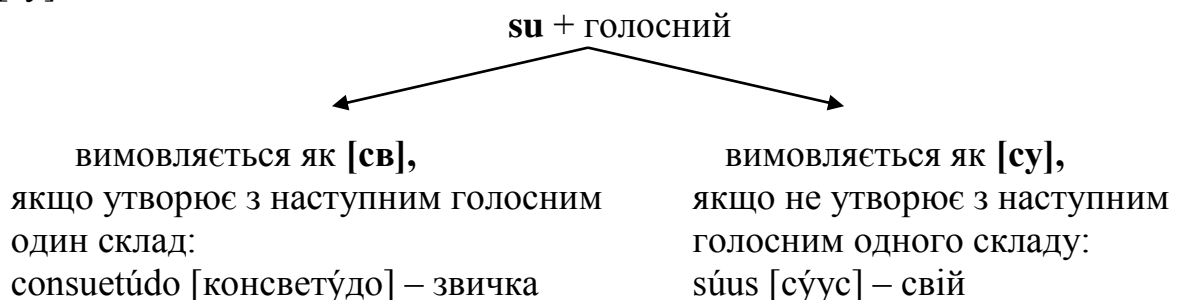 su + голосний
вимовляється як [св],
якщо утворює з наступним голосним
один склад:
consuetúdo [консвету́до] – звичка
вимовляється як [су],
якщо не утворює з наступним
голосним одного складу:
súus [су́ус] – свій